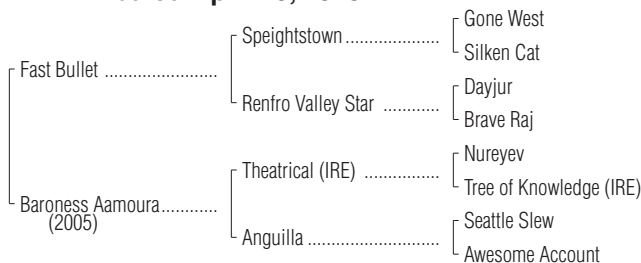 Gone West
Speightstown ....................
Silken Cat
Fast Bullet ........................
Dayjur
Renfro Valley Star ............
Brave Raj
Nureyev
Theatrical (IRE) ................
Tree of Knowledge (IRE)
Baroness Aamoura............
(2005)
Seattle Slew
Anguilla ............................
Awesome Account